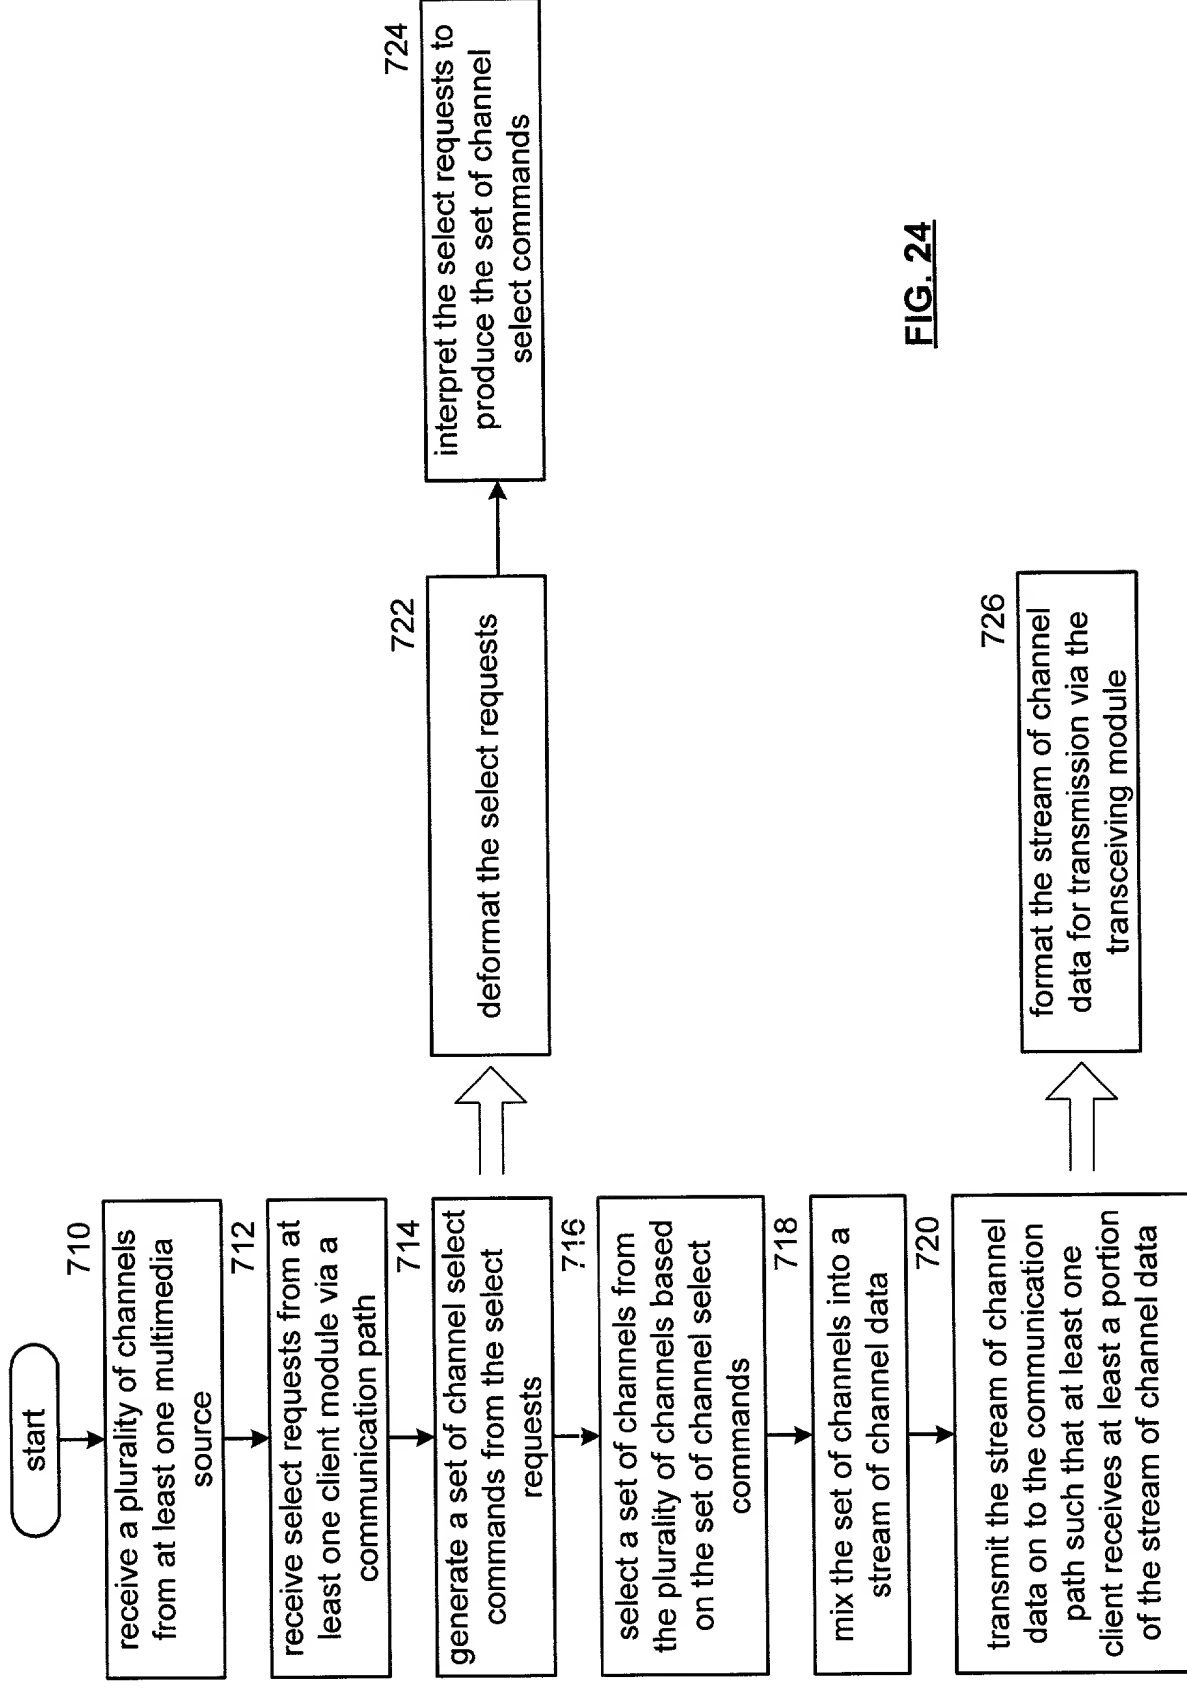 start
710
receive a plurality of channels
from at least one multimedia
source
712
receive select requests from at
least one client module via a
communication path
714
generate a set of channel select
commands from the select
requests
722
deformat the select requests
724
interpret the select requests to
produce the set of channel
select commands
716
select a set of channels from
the plurality of channels based
on the set of channel select
commands
718
mix the set of channels into a
stream of channel data
720
transmit the stream of channel
data on to the communication
path such that at least one
client receives at least a portion
of the stream of channel data
726
format the stream of channel
data for transmission via the
transceiving module
FIG. 24